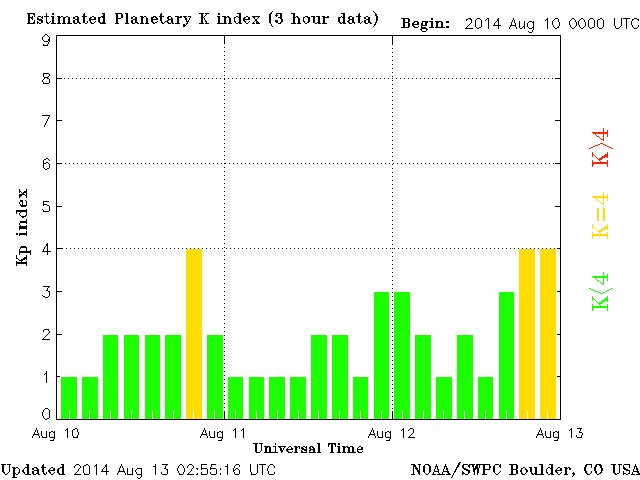 Estimated Planetary K index (3 hour data) Begin: 2014 Aug 10 0000 UTC
9
8
7
6
5
4
3
2
1
0
Kp index
K>4
K=4
K<4
Aug 10 Aug 11 Aug 12 Aug 13
Universal Time
Updated 2014 Aug 13 02:55:16 UTC NOAA/SWPC Boulder, CO USA